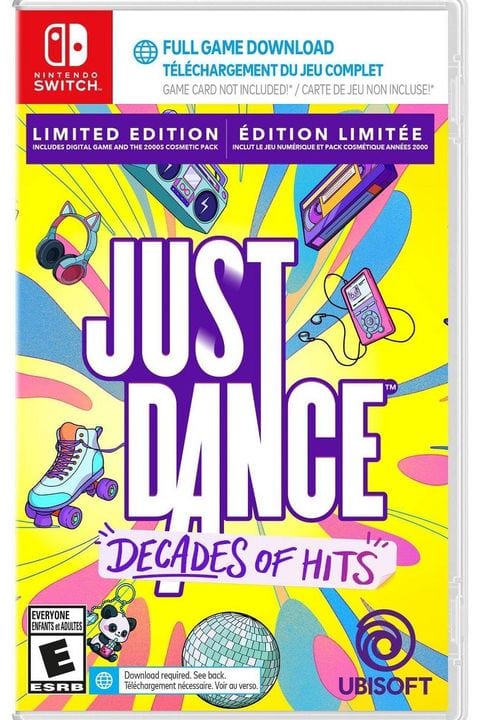 NINTENDO
SWITCH™
FULL GAME DOWNLOAD
TÉLÉCHARGEMENT DU JEU COMPLET
GAME CARD NOT INCLUDED!* / CARTE DE JEU NON INCLUSE!*
LIMITED EDITION
INCLUDES DIGITAL GAME AND THE 2000S COSMETIC PACK
ÉDITION LIMITÉE
INCLUT LE JEU NUMÉRIQUE ET PACK COSMÉTIQUE ANNÉES 2000
JUST
DANCE™
DECADES OF HITS
EVERYONE
ENFANTS et ADULTES
E
ESRB
Download required. See back.
Téléchargement nécessaire. Voir au verso.
UBISOFT